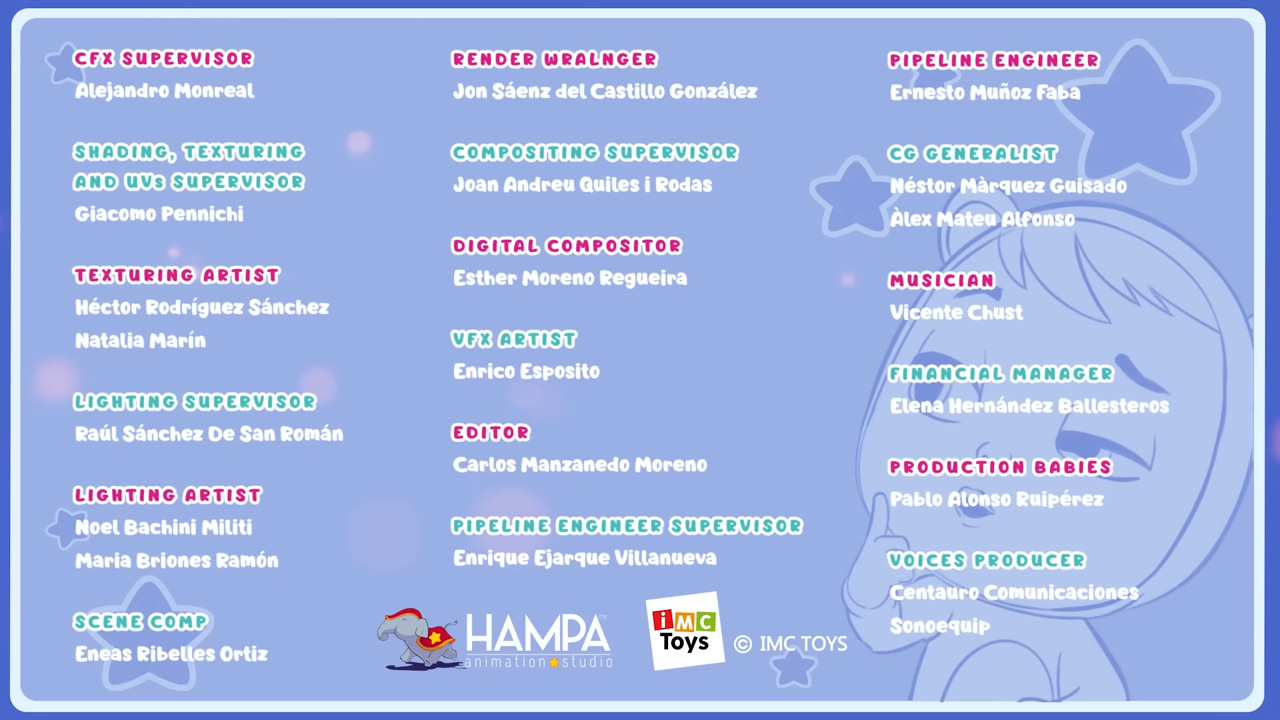 CFX SUPERVISOR
Alejandro Monreal
SHADING, TEXTURING
AND UVs SUPERVISOR
Giacomo Pennichi
TEXTURING ARTIST
Héctor Rodríguez Sánchez
Natalia Marín
LIGHTING SUPERVISOR
Raúl Sánchez De San Román
LIGHTING ARTIST
Noel Bachini Militi
Maria Briones Ramón
SCENE COMP
Eneas Ribelles Ortiz
RENDER WRALNGER
Jon Sáenz del Castillo González
COMPOSITING SUPERVISOR
Joan Andreu Quiles i Rodas
DIGITAL COMPOSITOR
Esther Moreno Regueira
VFX ARTIST
Enrico Esposito
EDITOR
Carlos Manzanedo Moreno
PIPELINE ENGINEER SUPERVISOR
Enrique Ejarque Villanueva
PIPELINE ENGINEER
Ernesto Muñoz Faba
CG GENERALIST
Néstor Màrquez Guisado
Àlex Mateu Alfonso
MUSICIAN
Vicente Chust
FINANCIAL MANAGER
Elena Hernández Ballesteros
PRODUCTION BABIES
Pablo Alonso Ruipérez
VOICES PRODUCER
Centauro Comunicaciones
Sonoequip
HAMPA™
animation studio
iMC
Toys
© IMC TOYS